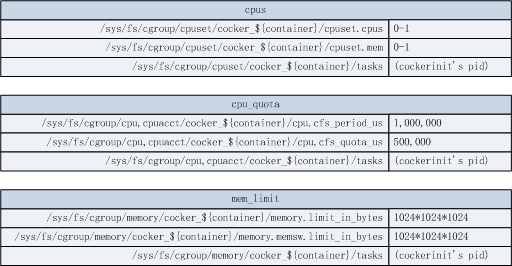 cpus
/sys/fs/cgroup/cpuset/cocker_${container}/cpuset.cpus 0-1
/sys/fs/cgroup/cpuset/cocker_${container}/cpuset.mem 0-1
/sys/fs/cgroup/cpuset/cocker_${container}/tasks (cockerinit's pid)
cpu_quota
/sys/fs/cgroup/cpu,cpuacct/cocker_${container}/cpu.cfs_period_us 1,000,000
/sys/fs/cgroup/cpu,cpuacct/cocker_${container}/cpu.cfs_quota_us 500,000
/sys/fs/cgroup/cpu,cpuacct/cocker_${container}/tasks (cockerinit's pid)
mem_limit
/sys/fs/cgroup/memory/cocker_${container}/memory.limit_in_bytes 1024*1024*1024
/sys/fs/cgroup/memory/cocker_${container}/memory.memsw.limit_in_bytes 1024*1024*1024
/sys/fs/cgroup/memory/cocker_${container}/tasks (cockerinit's pid)